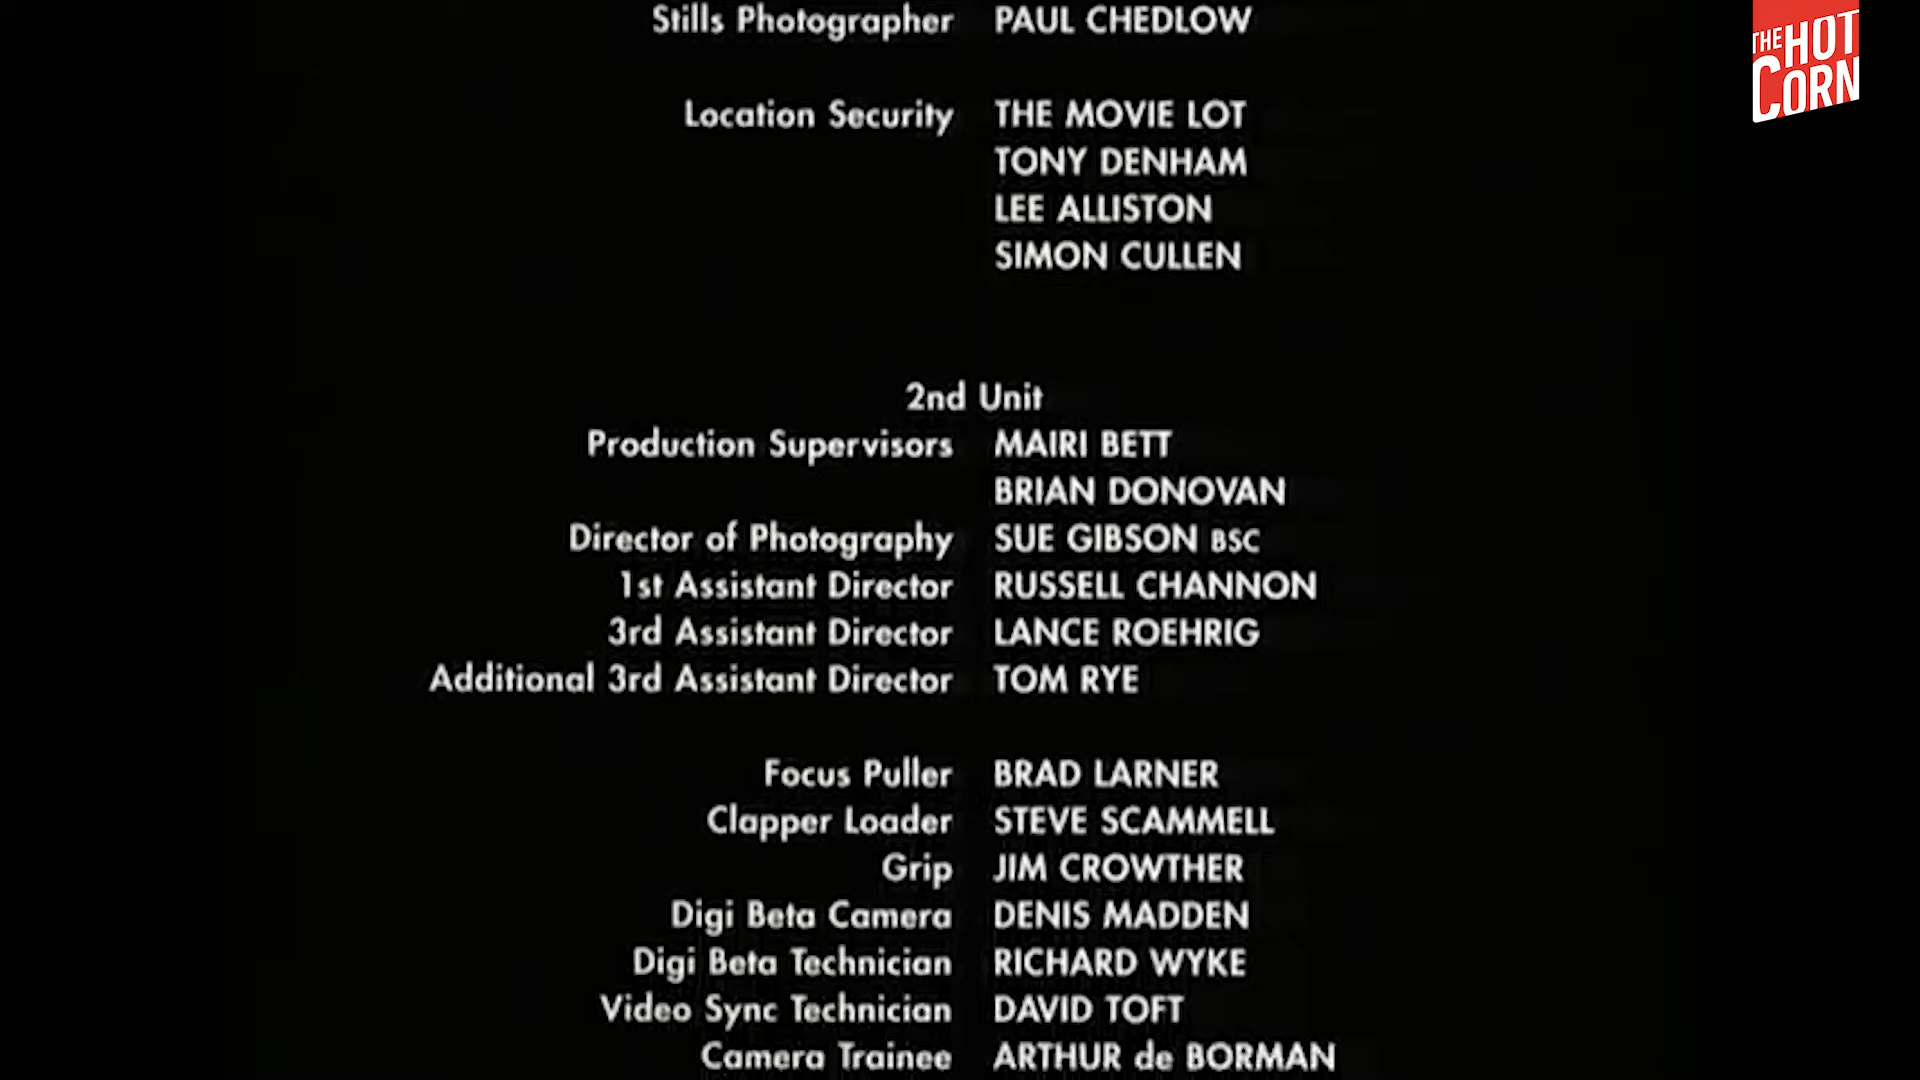 Stills Photographer PAUL CHEDLOW
THE HOT
CORN
Location Security THE MOVIE LOT
TONY DENHAM
LEE ALLISTON
SIMON CULLEN
2nd Unit
Production Supervisors MAIRI BETT
BRIAN DONOVAN
Director of Photography SUE GIBSON BSC
1st Assistant Director RUSSELL CHANNON
3rd Assistant Director LANCE ROEHRIG
Additional 3rd Assistant Director TOM RYE
Focus Puller BRAD LARNER
Clapper Loader STEVE SCAMMELL
Grip JIM CROWTHER
Digi Beta Camera DENIS MADDEN
Digi Beta Technician RICHARD WYKE
Video Sync Technician DAVID TOFT
Camera Trainee ARTHUR de BORMAN